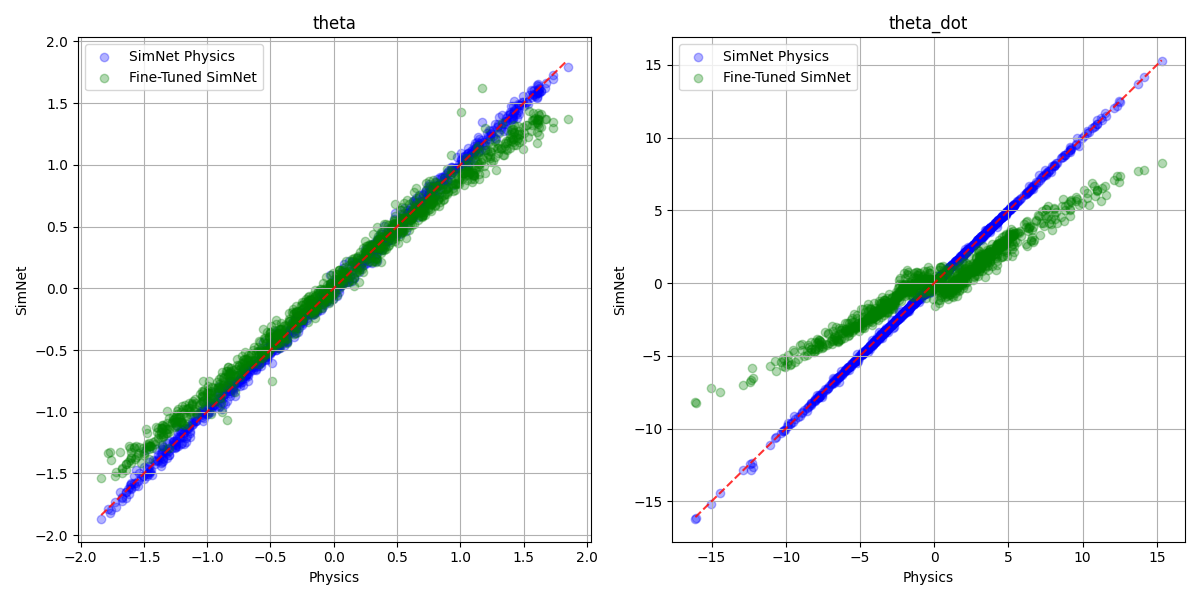 theta
SimNet Physics
Fine-Tuned SimNet
2.0
1.5
1.0
0.5
0.0
−0.5
−1.0
−1.5
−2.0
SimNet
−2.0 −1.5 −1.0 −0.5 0.0 0.5 1.0 1.5 2.0
Physics
theta_dot
SimNet Physics
Fine-Tuned SimNet
15
10
5
0
−5
−10
−15
SimNet
−15 −10 −5 0 5 10 15
Physics